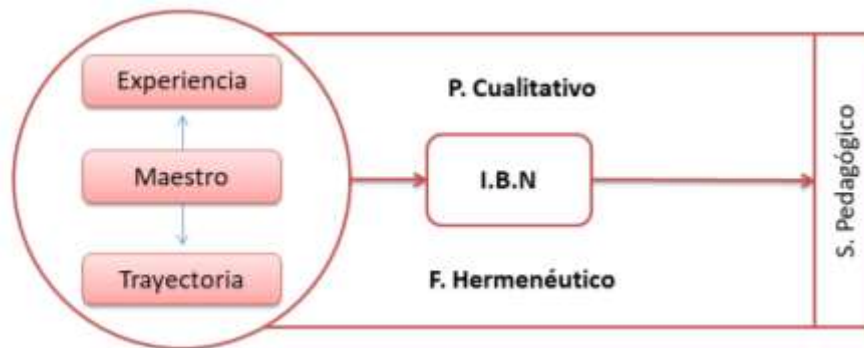 Experiencia
Maestro
Trayectoria
P. Cualitativo
I.B.N
F. Hermenéutico
S. Pedagógico